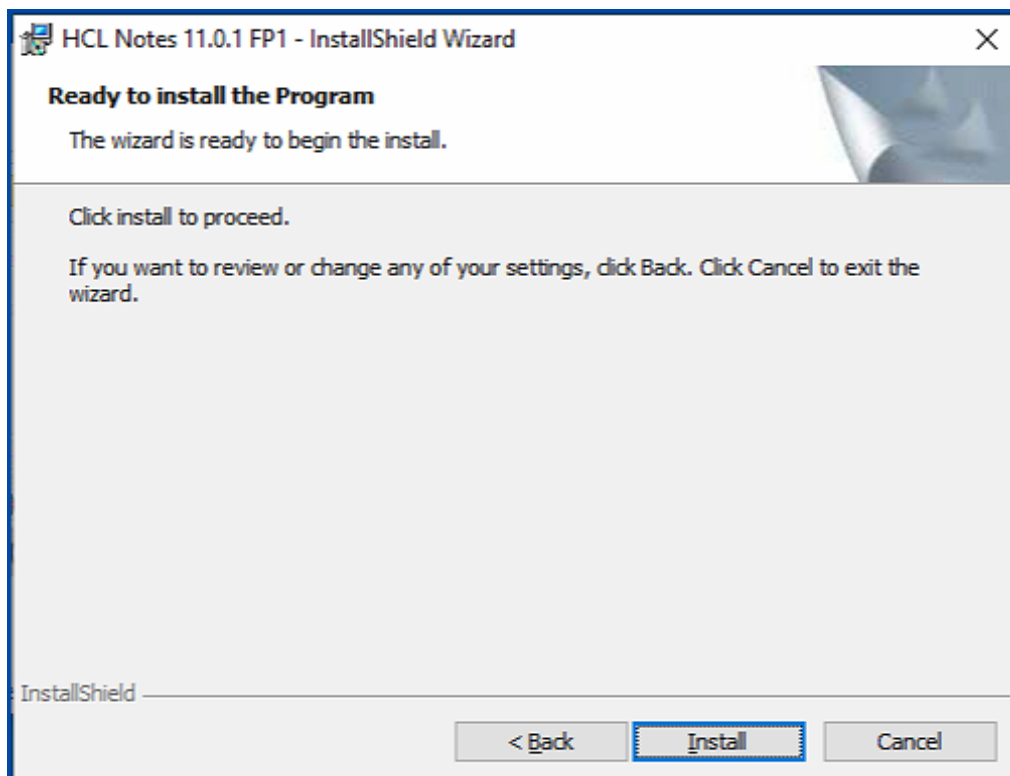 HCL Notes 11.0.1 FP1 - InstallShield Wizard
Ready to install the Program
The wizard is ready to begin the install.
Click install to proceed.
If you want to review or change any of your settings, click Back. Click Cancel to exit the
wizard.
InstallShield
< Back Install Cancel